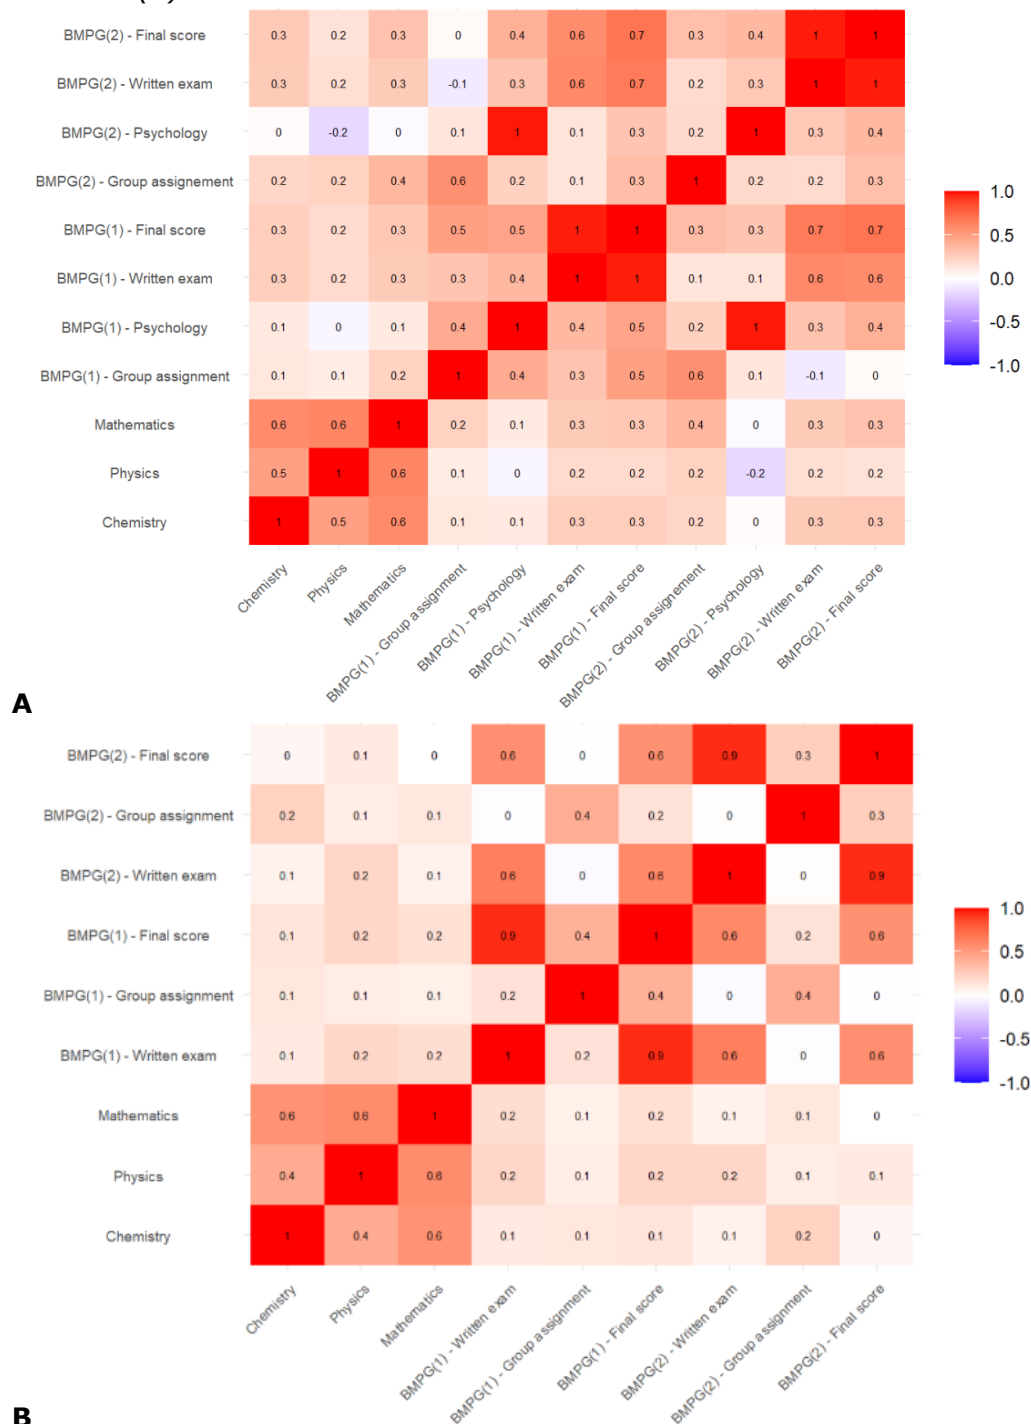 BMPG(2) - Final score 0.3 0.2 0.3 0 0.4 0.6 0.7 0.3 0.4 1 1
BMPG(2) - Written exam 0.3 0.2 0.3 -0.1 0.3 0.6 0.7 0.2 0.3 1 1
BMPG(2) - Psychology 0 -0.2 0 0.1 1 0.1 0.3 0.2 1 0.3 0.4
BMPG(2) - Group assignement 0.2 0.2 0.4 0.6 0.2 0.1 0.3 1 0.2 0.2 0.3
BMPG(1) - Final score 0.3 0.2 0.3 0.5 0.5 1 1 0.3 0.3 0.7 0.7
BMPG(1) - Written exam 0.3 0.2 0.3 0.3 0.4 1 1 0.1 0.1 0.6 0.6
BMPG(1) - Psychology 0.1 0 0.1 0.4 1 0.4 0.5 0.2 1 0.3 0.4
BMPG(1) - Group assignment 0.1 0.1 0.2 1 0.4 0.3 0.5 0.6 0.1 -0.1 0
Mathematics 0.6 0.6 1 0.2 0.1 0.3 0.3 0.4 0 0.3 0.3
Physics 0.5 1 0.6 0.1 0 0.2 0.2 0.2 -0.2 0.2 0.2
Chemistry 1 0.5 0.6 0.1 0.1 0.3 0.3 0.2 0 0.3 0.3
Chemistry
Physics
Mathematics
BMPG(1) - Group assignment
BMPG(1) - Psychology
BMPG(1) - Written exam
BMPG(1) - Final score
BMPG(2) - Group assignement
BMPG(2) - Psychology
BMPG(2) - Written exam
BMPG(2) - Final score
1.0
0.5
0.0
-0.5
-1.0
A
BMPG(2) - Final score 0 0.1 0 0.6 0 0.6 0.9 0.3 1
BMPG(2) - Group assignment 0.2 0.1 0.1 0 0.4 0.2 0 1 0.3
BMPG(2) - Written exam 0.1 0.2 0.1 0.6 0 0.6 1 0 0.9
BMPG(1) - Final score 0.1 0.2 0.2 0.9 0.4 1 0.6 0.2 0.6
BMPG(1) - Group assignment 0.1 0.1 0.1 0.2 1 0.4 0 0.4 0
BMPG(1) - Written exam 0.1 0.2 0.2 1 0.2 0.9 0.6 0 0.6
Mathematics 0.6 0.6 1 0.2 0.1 0.2 0.1 0.1 0
Physics 0.4 1 0.6 0.2 0.1 0.2 0.2 0.1 0.1
Chemistry 1 0.4 0.6 0.1 0.1 0.1 0.1 0.2 0
Chemistry
Physics
Mathematics
BMPG(1) - Written exam
BMPG(1) - Group assignment
BMPG(1) - Final score
BMPG(2) - Written exam
BMPG(2) - Group assignment
BMPG(2) - Final score
1.0
0.5
0.0
-0.5
-1.0
B